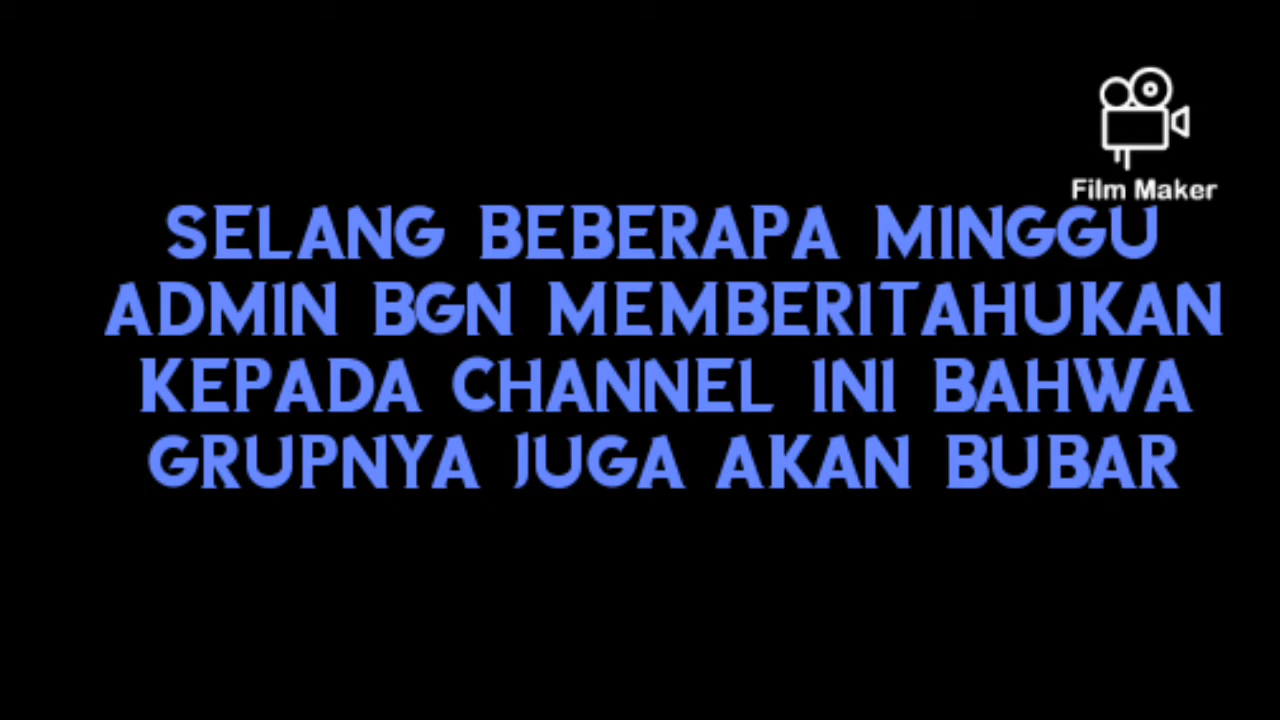 Film Maker
SELANG BEBERAPA MINGGU
ADMIN BGN MEMBERITAHUKAN
KEPADA CHANNEL INI BAHWA
GRUPNYA JUGA AKAN BUBAR